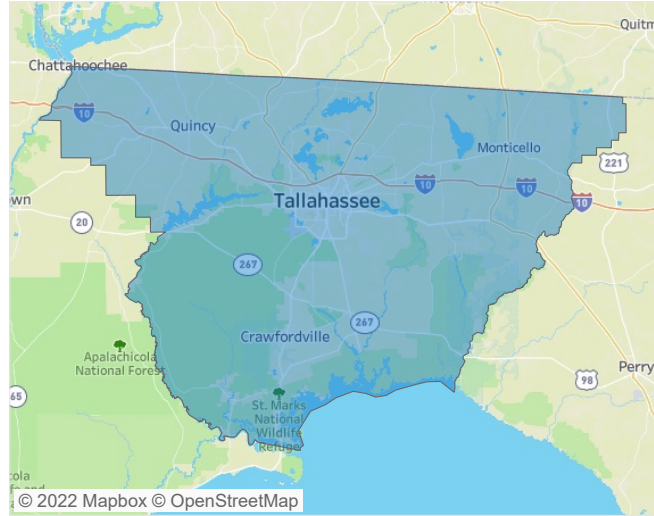 Quitm
Chattahoochee
10
Quincy
Monticello
221
10
10
10
wn
Tallahassee
20
267
267
Crawfordville
Apalachicola
National Forest
Perry
98
65
St. Marks
National
Wildlife
Refuge
cola
e and
© 2022 Mapbox © OpenStreetMap